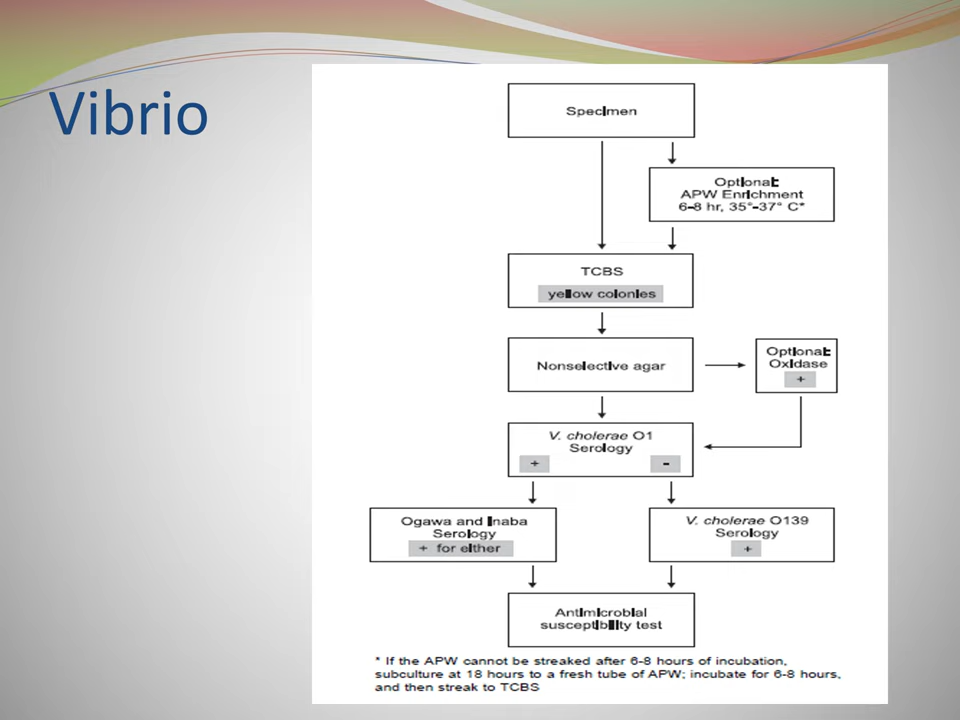 Vibrio
Specimen
Optional:
APW Enrichment
6-8 hr, 35°-37° C*
TCBS
yellow colonies
Nonselective agar
Optional:
Oxidase
+
V. cholerae O1
Serology
+ -
Ogawa and Inaba
Serology
+ for either
V. cholerae O139
Serology
+
Antimicrobial
susceptibility test
* If the APW cannot be streaked after 6-8 hours of incubation,
subculture at 18 hours to a fresh tube of APW; incubate for 6-8 hours,
and then streak to TCBS